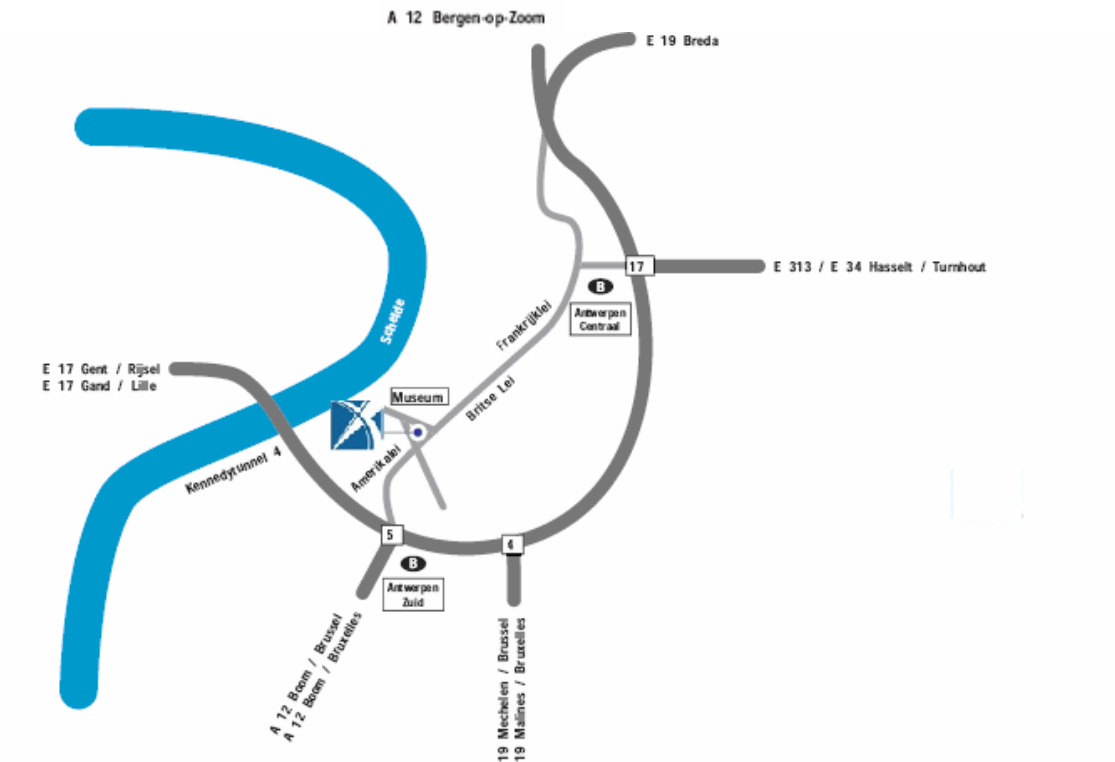 A 12 Bergen-op-Zoom
E 19 Breda
17
E 313 / E 34 Hasselt / Turnhout
B
Antwerpen
Centraal
Schelde
Frankrijklei
E 17 Gent / Rijsel
E 17 Gand / Lille
Museum
Britse Lei
Kennedytunnel 4
Amerikalei
5
4
B
Antwerpen
Zuid
A 12 Boom / Brussel
A 12 Boom / Bruxelles
19 Mechelen / Brussel
19 Malines / Bruxelles